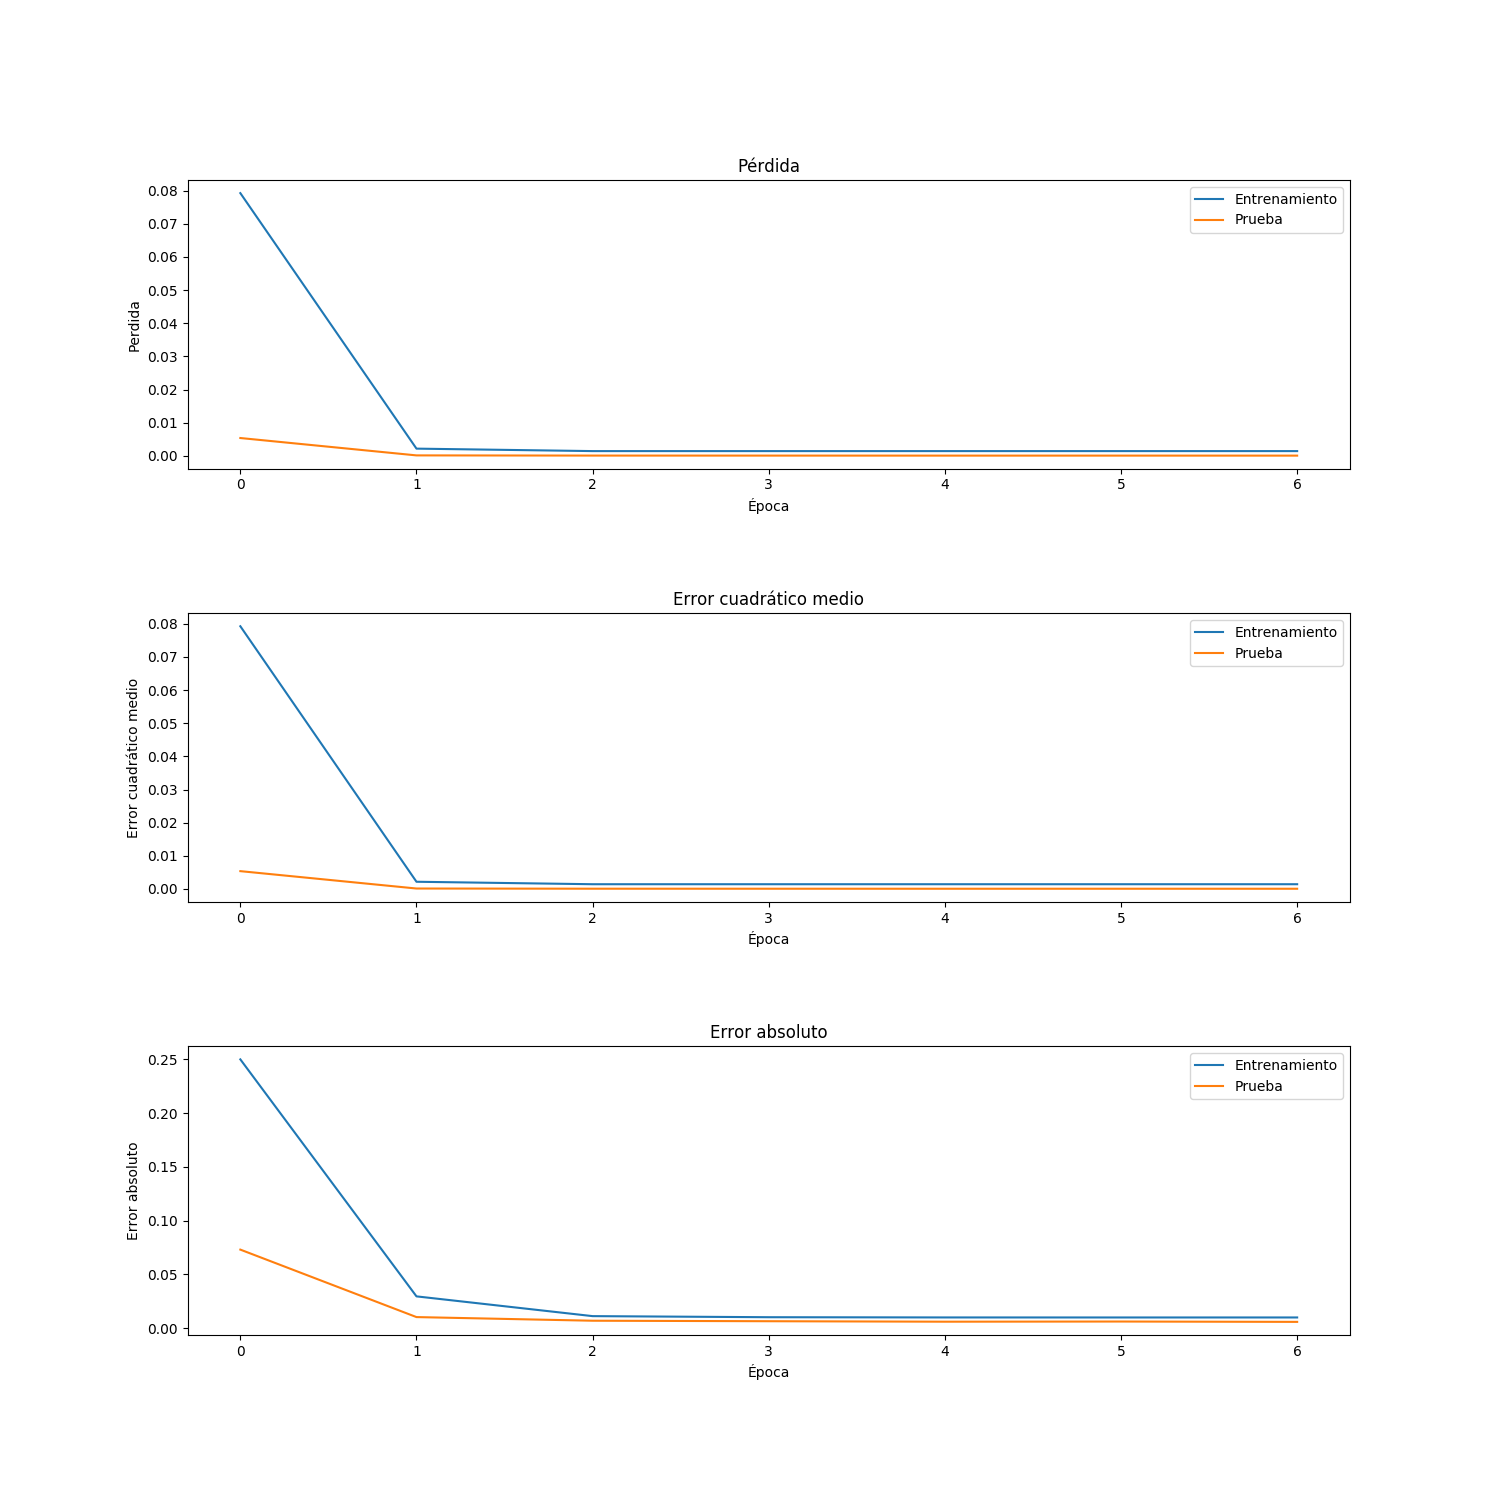 Pérdida
0.08
0.07
0.06
0.05
0.04
0.03
0.02
0.01
0.00
Perdida
Entrenamiento
Prueba
0 1 2 3 4 5 6
Época
Error cuadrático medio
0.08
0.07
0.06
0.05
0.04
0.03
0.02
0.01
0.00
Error cuadrático medio
Entrenamiento
Prueba
0 1 2 3 4 5 6
Época
Error absoluto
0.25
0.20
0.15
0.10
0.05
0.00
Error absoluto
Entrenamiento
Prueba
0 1 2 3 4 5 6
Época